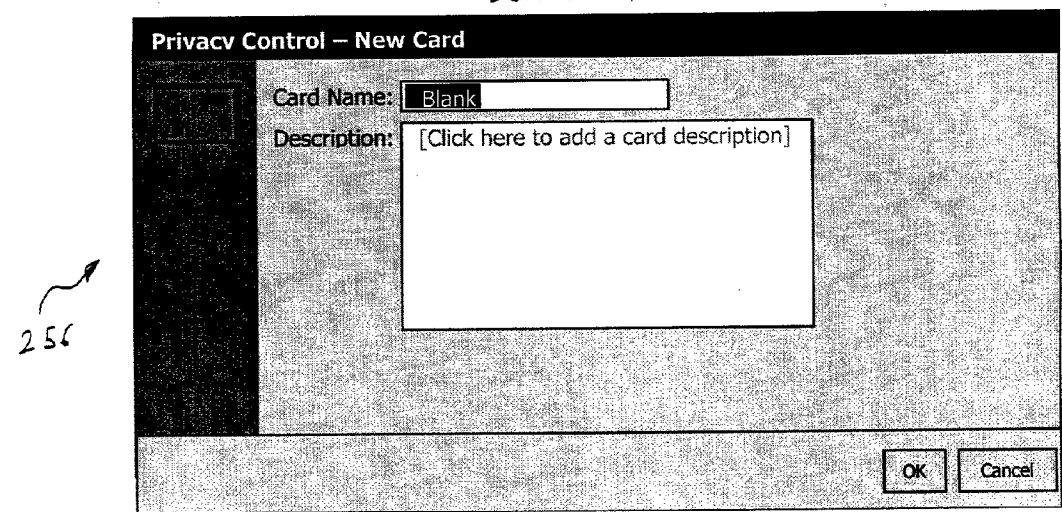 Privacy Control – New Card
Card Name: Blank
Description: [Click here to add a card description]
256
OK Cancel